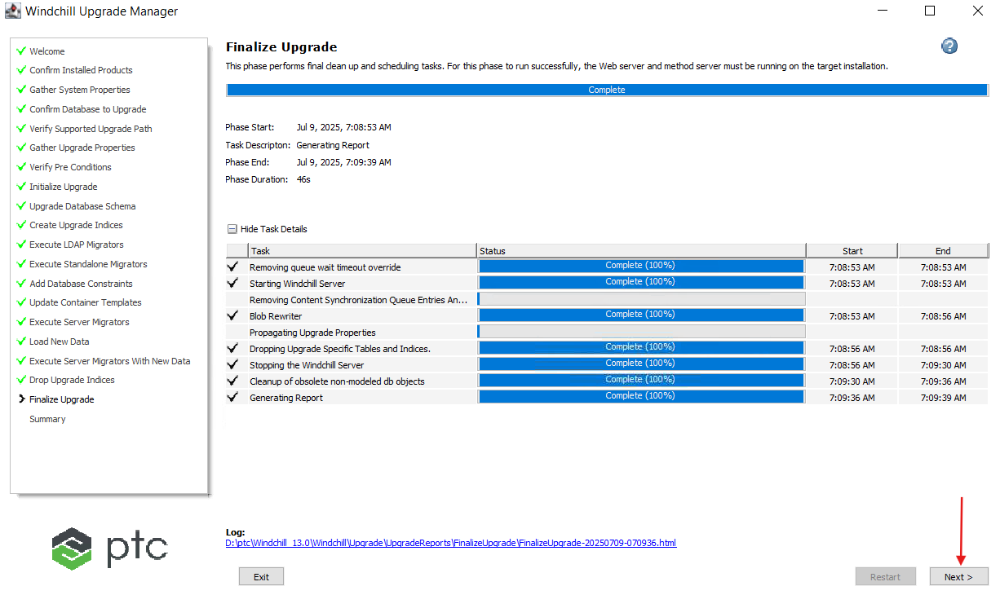 Windchill Upgrade Manager
Welcome
Confirm Installed Products
Gather System Properties
Confirm Database to Upgrade
Verify Supported Upgrade Path
Gather Upgrade Properties
Verify Pre Conditions
Initialize Upgrade
Upgrade Database Schema
Create Upgrade Indices
Execute LDAP Migrators
Execute Standalone Migrators
Add Database Constraints
Update Container Templates
Execute Server Migrators
Load New Data
Execute Server Migrators With New Data
Drop Upgrade Indices
Finalize Upgrade
Summary
ptc
Finalize Upgrade
?
This phase performs final clean up and scheduling tasks. For this phase to run successfully, the Web server and method server must be running on the target installation.
Complete
Phase Start: Jul 9, 2025, 7:08:53 AM
Task Descripton: Generating Report
Phase End: Jul 9, 2025, 7:09:39 AM
Phase Duration: 46s
Hide Task Details
Task Status Start End
Removing queue wait timeout override Complete (100%) 7:08:53 AM 7:08:53 AM
Starting Windchill Server Complete (100%) 7:08:53 AM 7:08:53 AM
Removing Content Synchronization Queue Entries An...
Blob Rewriter Complete (100%) 7:08:53 AM 7:08:56 AM
Propagating Upgrade Properties
Dropping Upgrade Specific Tables and Indices. Complete (100%) 7:08:56 AM 7:08:56 AM
Stopping the Windchill Server Complete (100%) 7:08:56 AM 7:09:30 AM
Cleanup of obsolete non-modeled db objects Complete (100%) 7:09:30 AM 7:09:36 AM
Generating Report Complete (100%) 7:09:36 AM 7:09:39 AM
Log:
D:\ptc\Windchill_13.0\Windchill\Upgrade\UpgradeReports\FinalizeUpgrade\FinalizeUpgrade-20250709-070936.html
Exit Restart Next >